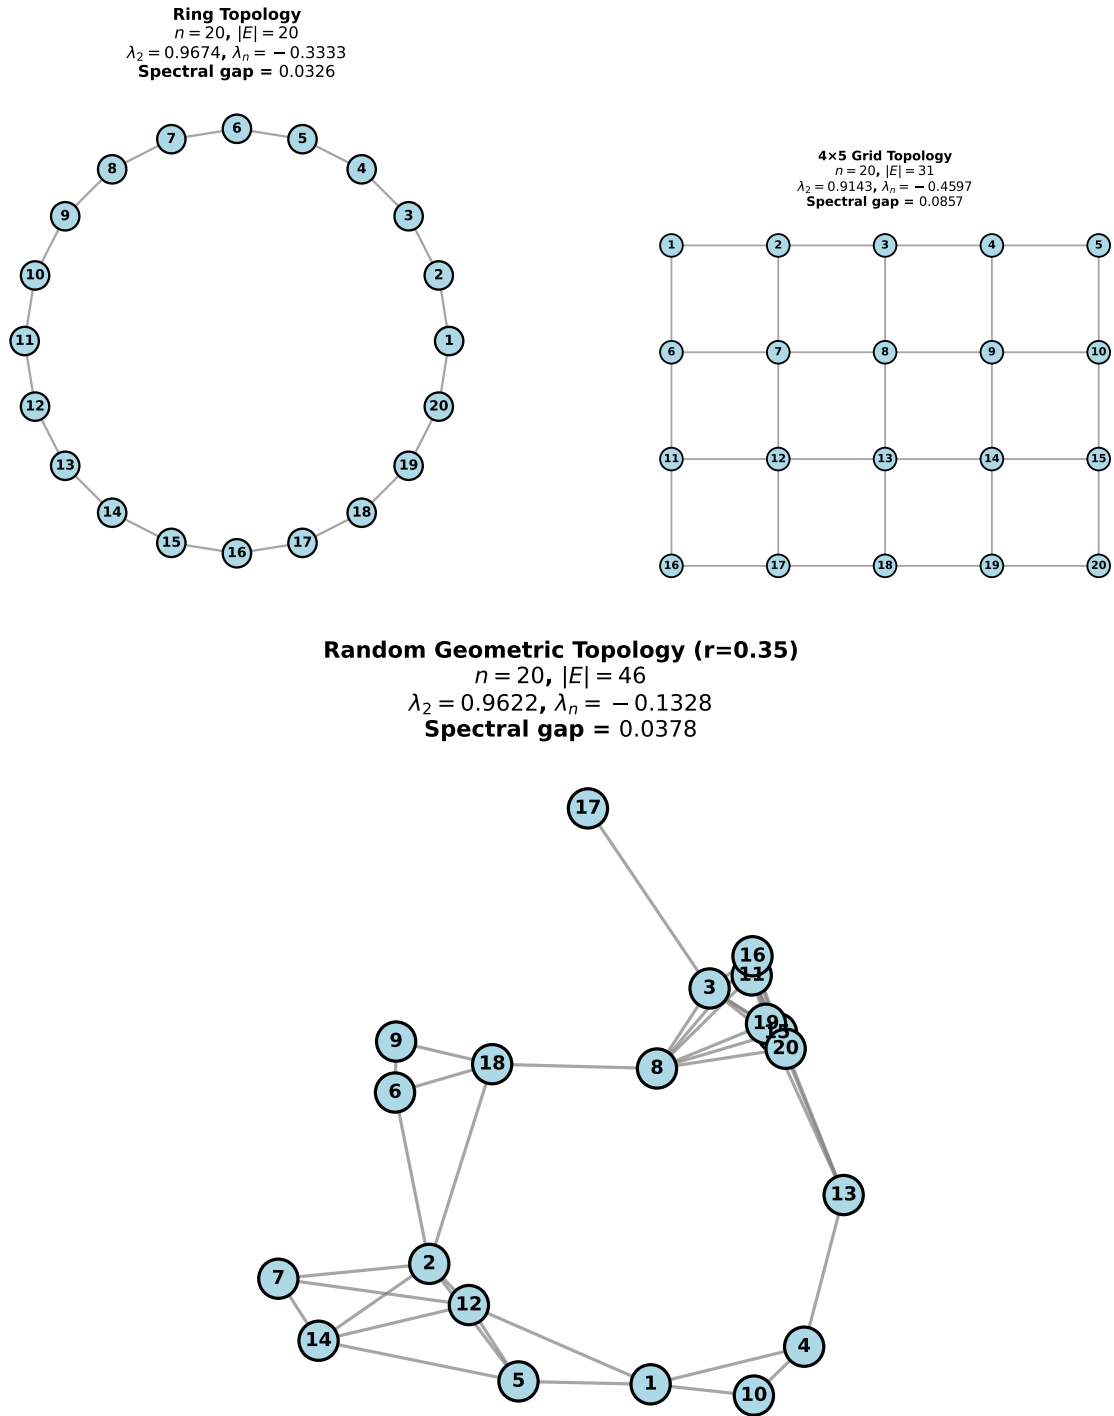 Ring Topology
n = 20, |E| = 20
λ₂ = 0.9674, λₙ = −0.3333
Spectral gap = 0.0326
6
7
5
8
4
9
3
10
2
11
1
12
20
13
19
14
18
15
17
16
4×5 Grid Topology
n = 20, |E| = 31
λ₂ = 0.9143, λₙ = −0.4597
Spectral gap = 0.0857
1 2 3 4 5
6 7 8 9 10
11 12 13 14 15
16 17 18 19 20
Random Geometric Topology (r=0.35)
n = 20, |E| = 46
λ₂ = 0.9622, λₙ = −0.1328
Spectral gap = 0.0378
17
16
11
3
19
15
20
9
18
8
6
13
2
7
12
14
4
5
1
10